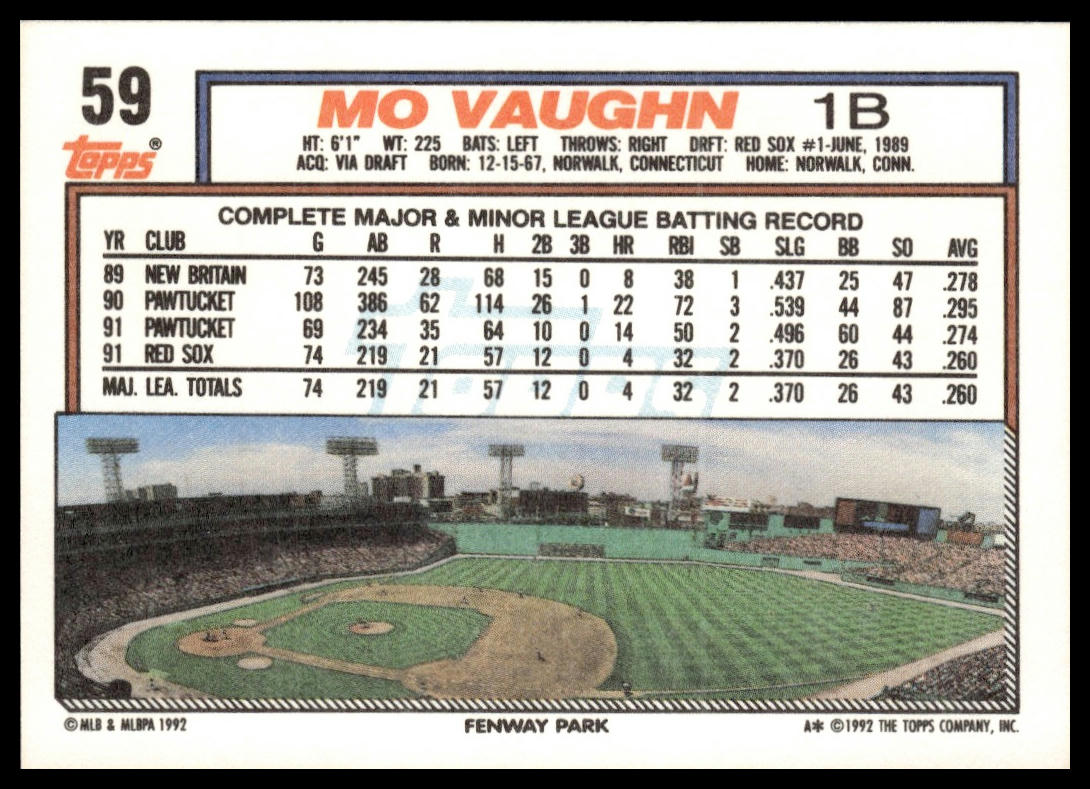 59
MO VAUGHN 1B
topps®
HT: 6'1" WT: 225 BATS: LEFT THROWS: RIGHT DRFT: RED SOX #1-JUNE, 1989
ACQ: VIA DRAFT BORN: 12-15-67, NORWALK, CONNECTICUT HOME: NORWALK, CONN.
COMPLETE MAJOR & MINOR LEAGUE BATTING RECORD
YR CLUB G AB R H 2B 3B HR RBI SB SLG BB SO AVG
89 NEW BRITAIN 73 245 28 68 15 0 8 38 1 .437 25 47 .278
90 PAWTUCKET 108 386 62 114 26 1 22 72 3 .539 44 87 .295
91 PAWTUCKET 69 234 35 64 10 0 14 50 2 .496 60 44 .274
91 RED SOX 74 219 21 57 12 0 4 32 2 .370 26 43 .260
MAJ. LEA. TOTALS 74 219 21 57 12 0 4 32 2 .370 26 43 .260
topps
© MLB & MLBPA 1992 FENWAY PARK A* © 1992 THE TOPPS COMPANY, INC.